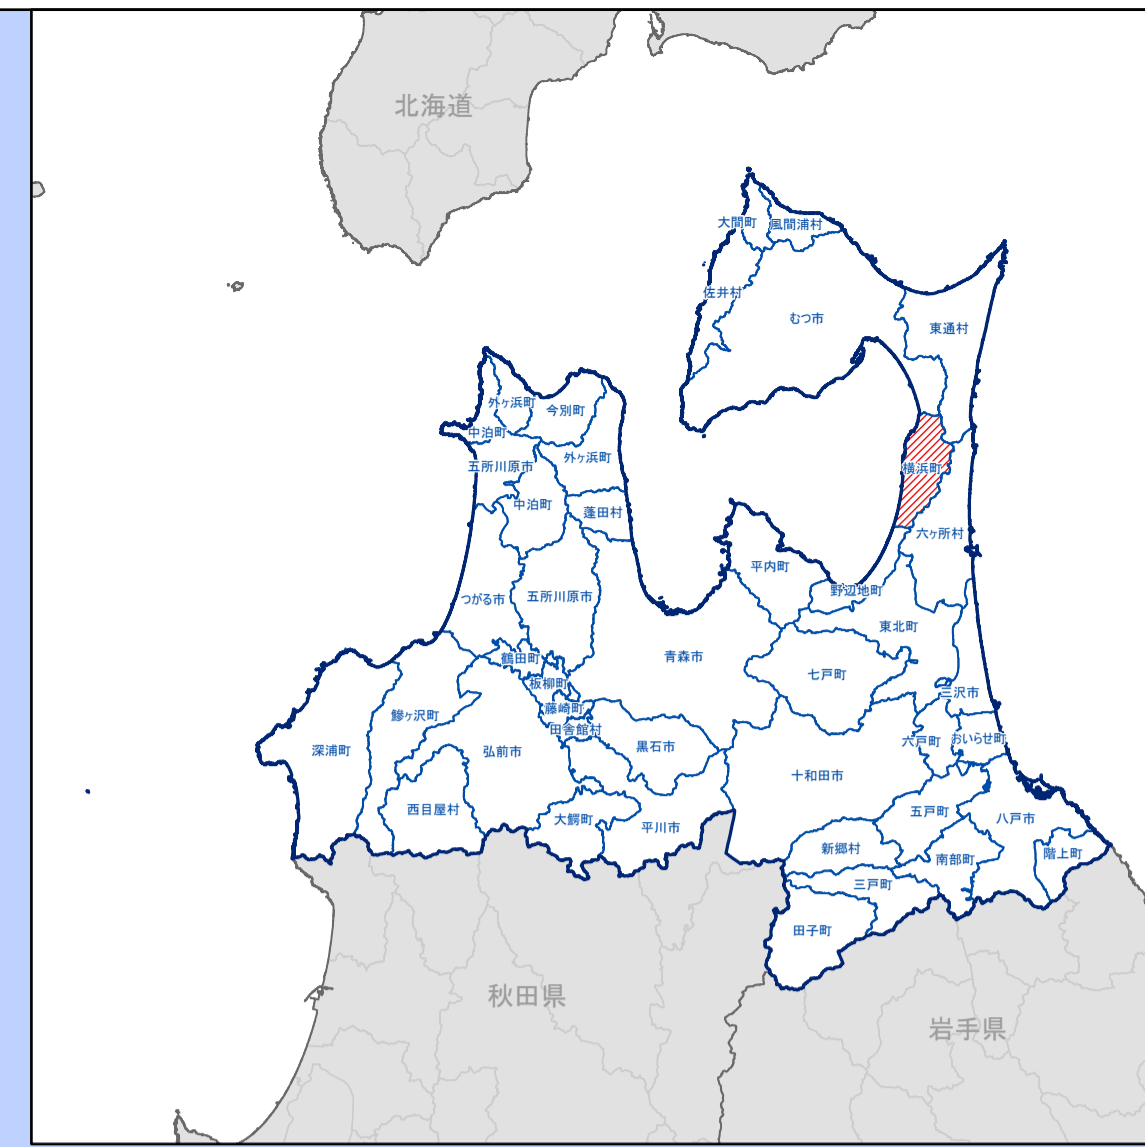 北海道
大間町
風間浦村
佐井村
むつ市
東通村
外ヶ浜町
今別町
中泊町
外ヶ浜町
五所川原市
横浜町
中泊町
蓬田村
六ヶ所村
平内町
野辺地町
つがる市
五所川原市
東北町
青森市
鶴田町
七戸町
板柳町
三沢市
藤崎町
鰺ヶ沢町
田舎館村
六戸町
おいらせ町
深浦町
弘前市
黒石市
十和田市
西目屋村
大鰐町
平川市
五戸町
八戸市
新郷村
南部町
階上町
三戸町
田子町
秋田県
岩手県